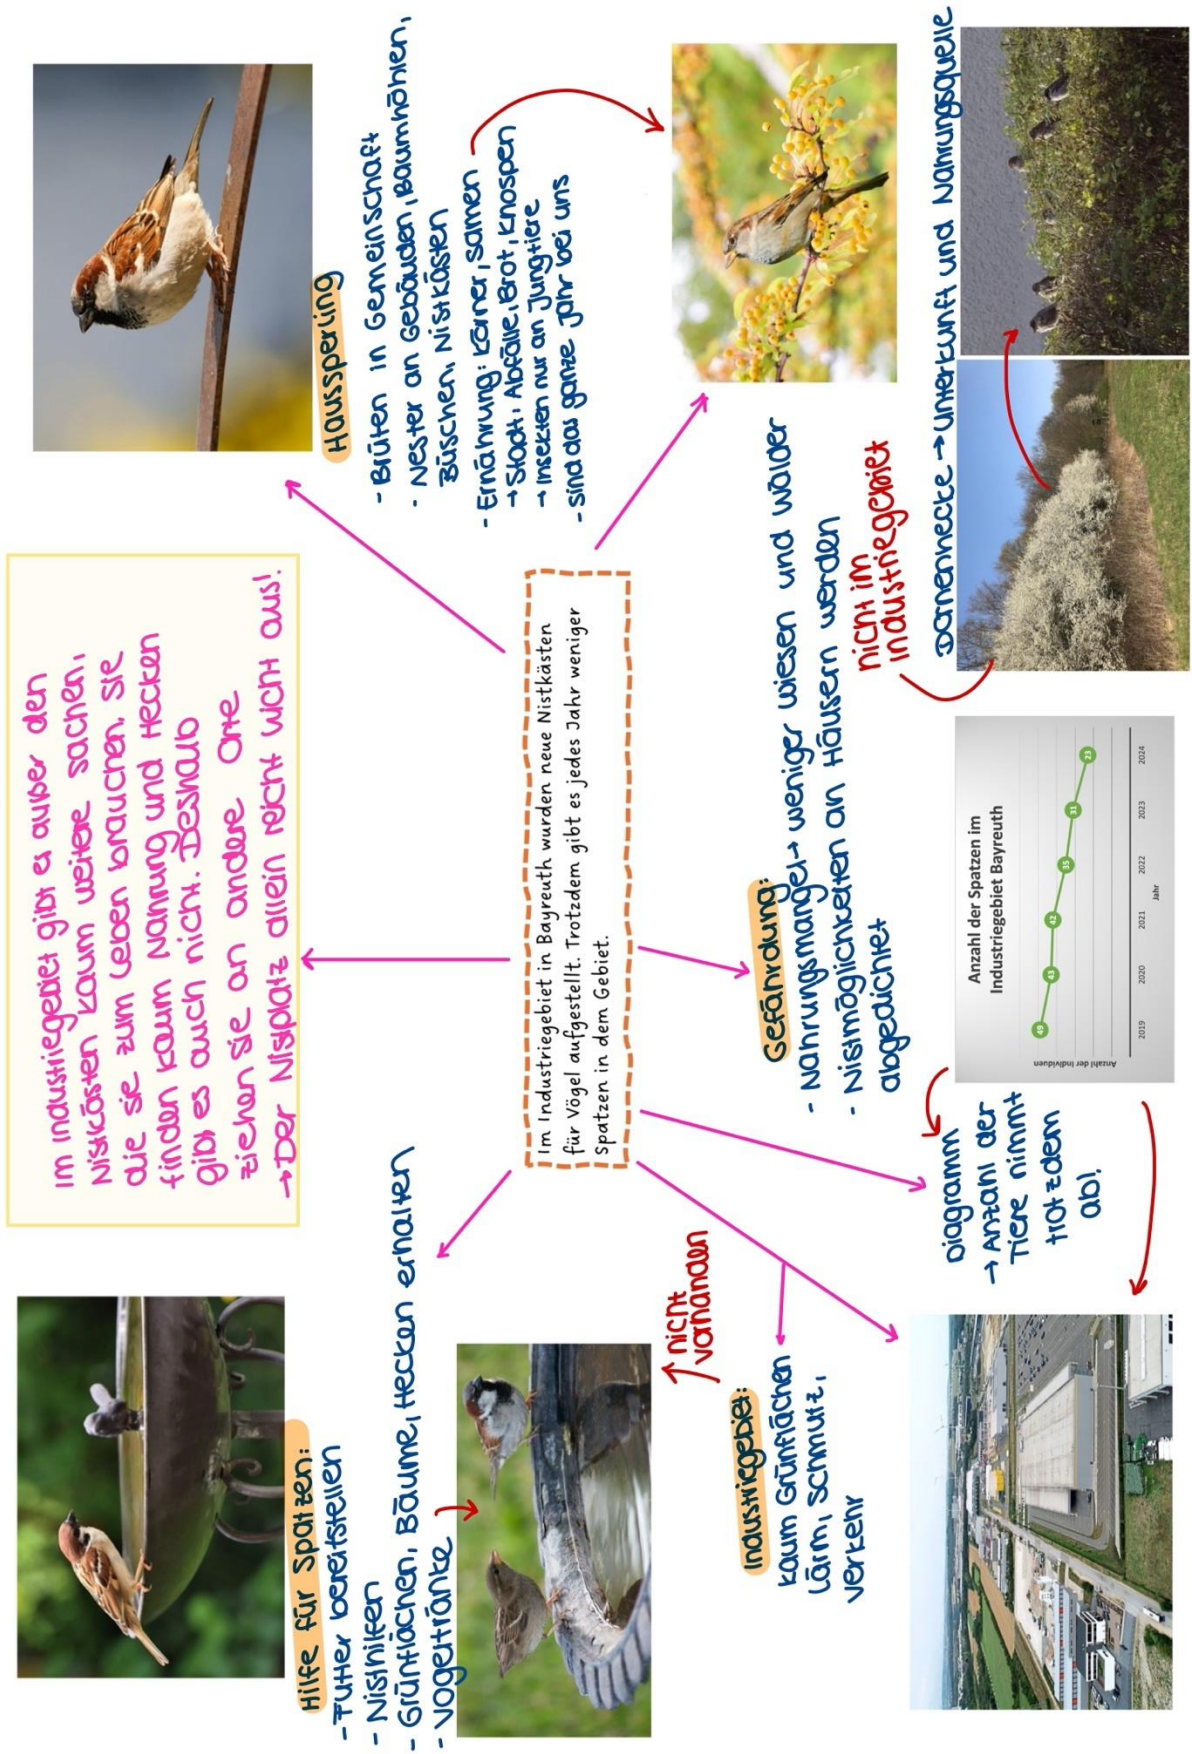 Hilfe für Spatzen:
- Futter bereitstellen
- Nisthilfen
- Grünflächen, Bäume, Hecken erhalten
- Vogeltränke
Im Industriegebiet gibt es außer den
Nistkästen kaum weitere Sachen,
die sie zum Leben brauchen. Sie
finden kaum Nahrung und Hecken
gibt es auch nicht. Deshalb
ziehen sie an andere Orte
→ Der Nistplatz allein reicht nicht aus!
Haussperling
- Brüten in Gemeinschaft
- Nester an Gebäuden, Baumhöhlen,
Büschen, Nistkästen
- Ernährung: Körner, Samen
→ Stadt: Abfälle, Brot, Knospen
→ Insekten nur an Jungtiere
- sind das ganze Jahr bei uns
Im Industriegebiet in Bayreuth wurden neue Nistkästen
für Vögel aufgestellt. Trotzdem gibt es jedes Jahr weniger
Spatzen in dem Gebiet.
nicht
vorhanden
Industriegebiet:
kaum Grünflächen
Lärm, Schmutz,
Verkehr
Diagramm
→ Anzahl der
Tiere nimmt
trotzdem
ab!
Gefährdung:
- Nahrungsmangel → weniger Wiesen und Wälder
- Nistmöglichkeiten an Häusern werden
abgedichtet
nicht im
Industriegebiet
Dornenhecke → Unterkunft und Nahrungsquelle
Anzahl der Spatzen im
Industriegebiet Bayreuth
Anzahl der Individuen
49 43 42 35 31 23
2019 2020 2021 2022 2023 2024
Jahr